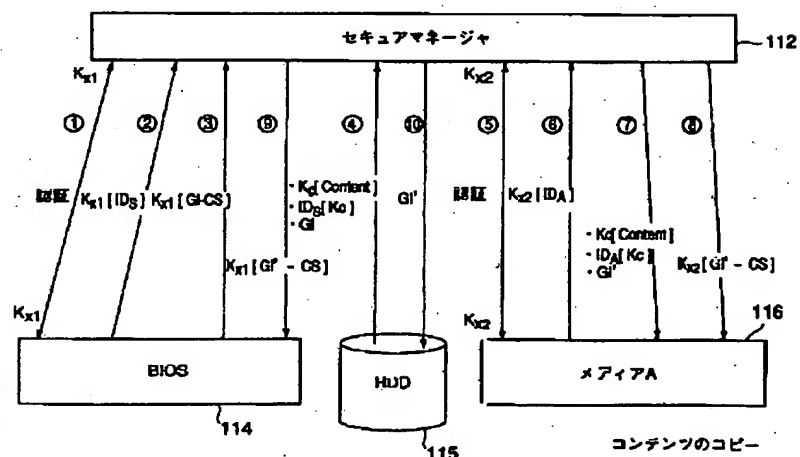 セキュアマネージャ
112
Kx1
Kx2
① ② ③ ⑨ ④ ⑩ ⑤ ⑥ ⑦ ⑧
認証
Kx1[IDS]
Kx1[GI-CS]
Kx1[GI' - CS]
・Kc[Content]
・IDS[Kc]
・GI
GI'
認証
Kx2[IDA]
・Kc[Content]
・IDA[Kc]
・GI'
Kx2[GI' - CS]
Kx1
Kx2
116
BIOS
HDD
メディアA
114
115
コンテンツのコピー